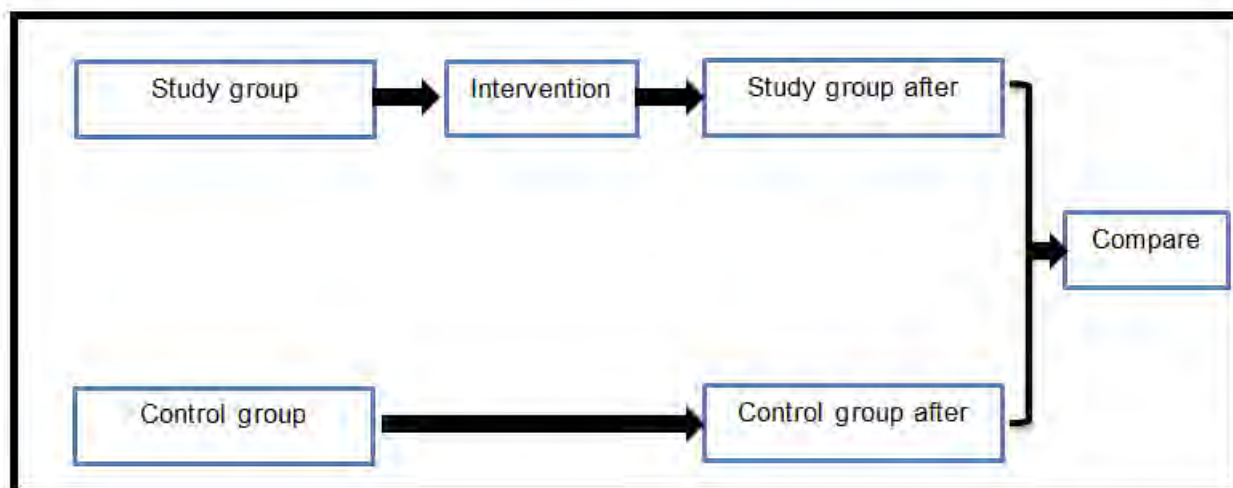 Study group
Intervention
Study group after
Compare
Control group
Control group after